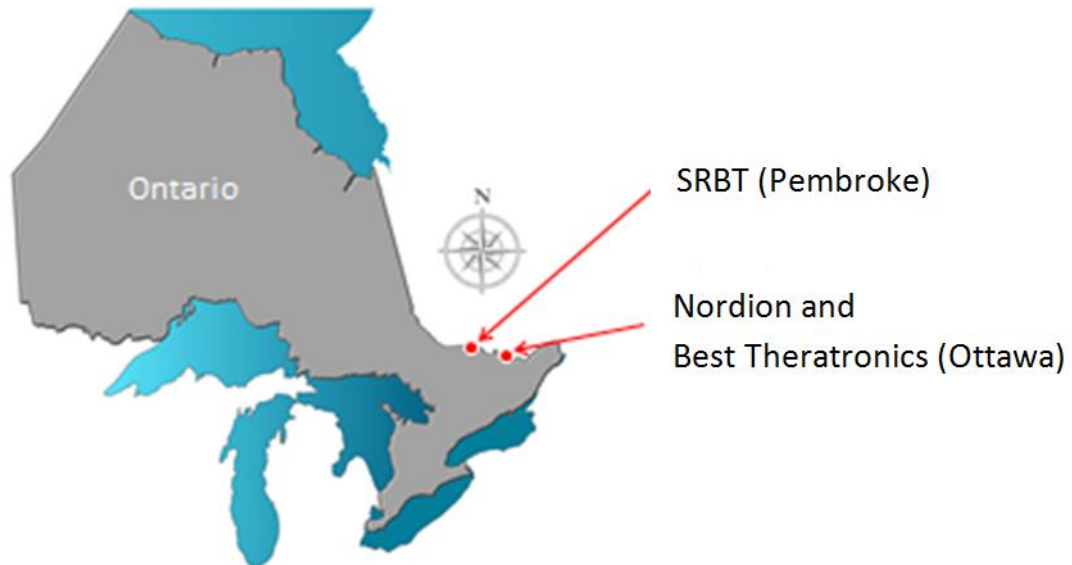 SRBT (Pembroke)
Ontario
N
Nordion and
Best Theratronics (Ottawa)